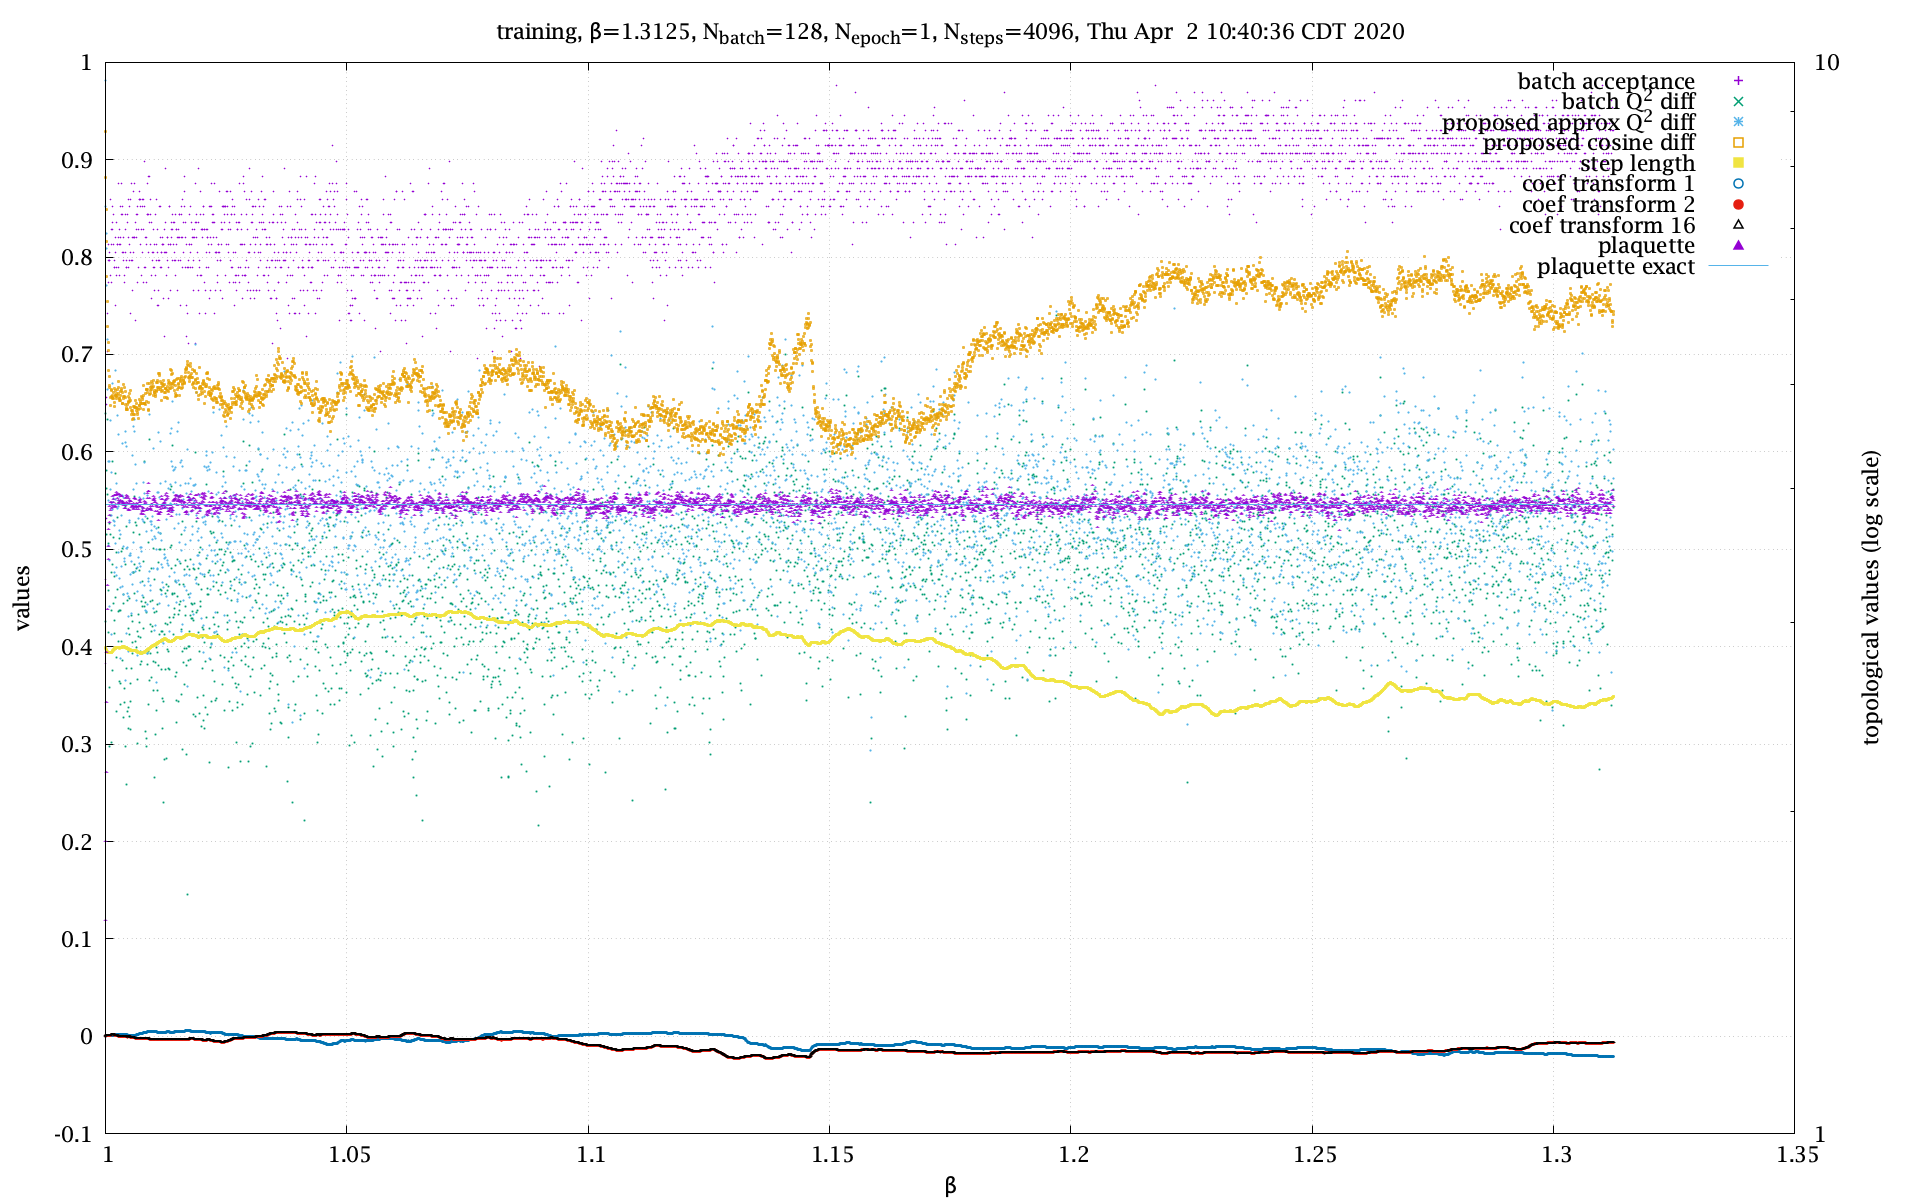 training, β=1.3125, Nbatch=128, Nepoch=1, Nsteps=4096, Thu Apr 2 10:40:36 CDT 2020
1
0.9
0.8
0.7
0.6
0.5
0.4
0.3
0.2
0.1
0
-0.1
values
batch acceptance
batch Q² diff
proposed approx Q² diff
proposed cosine diff
step length
coef transform 1
coef transform 2
coef transform 16
plaquette
plaquette exact
10
1
topological values (log scale)
1 1.05 1.1 1.15 1.2 1.25 1.3 1.35
β